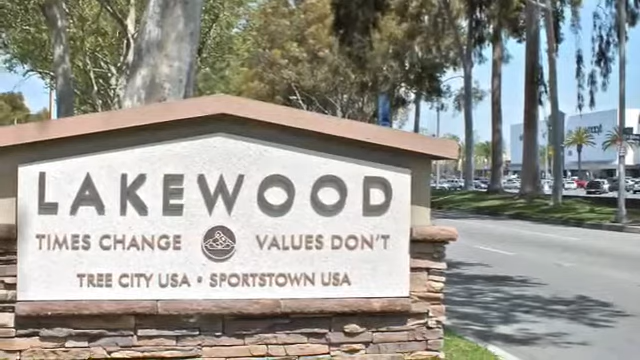 LAKEWOOD
TIMES CHANGE VALUES DON'T
TREE CITY USA • SPORTSTOWN USA